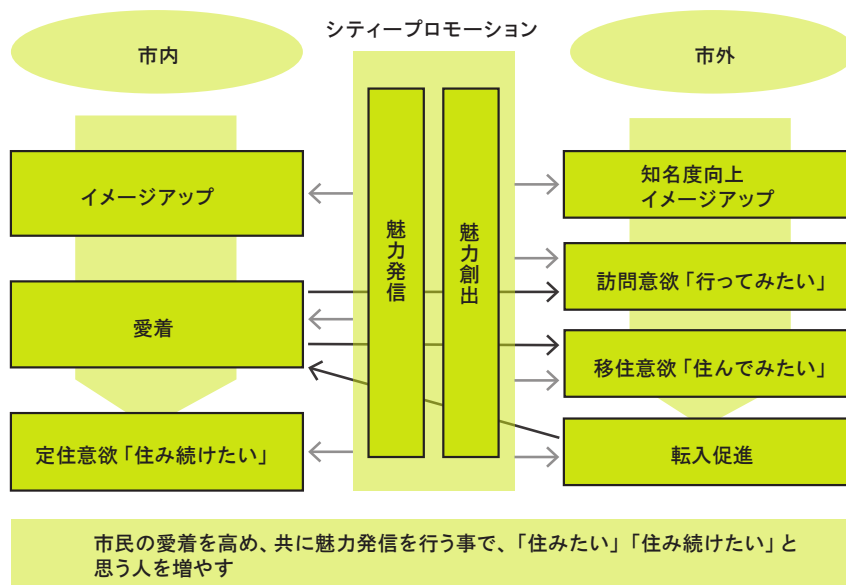 シティープロモーション
市内
市外
イメージアップ
愛着
定住意欲「住み続けたい」
魅力発信
魅力創出
知名度向上
イメージアップ
訪問意欲「行ってみたい」
移住意欲「住んでみたい」
転入促進
市民の愛着を高め、共に魅力発信を行う事で、「住みたい」「住み続けたい」と
思う人を増やす